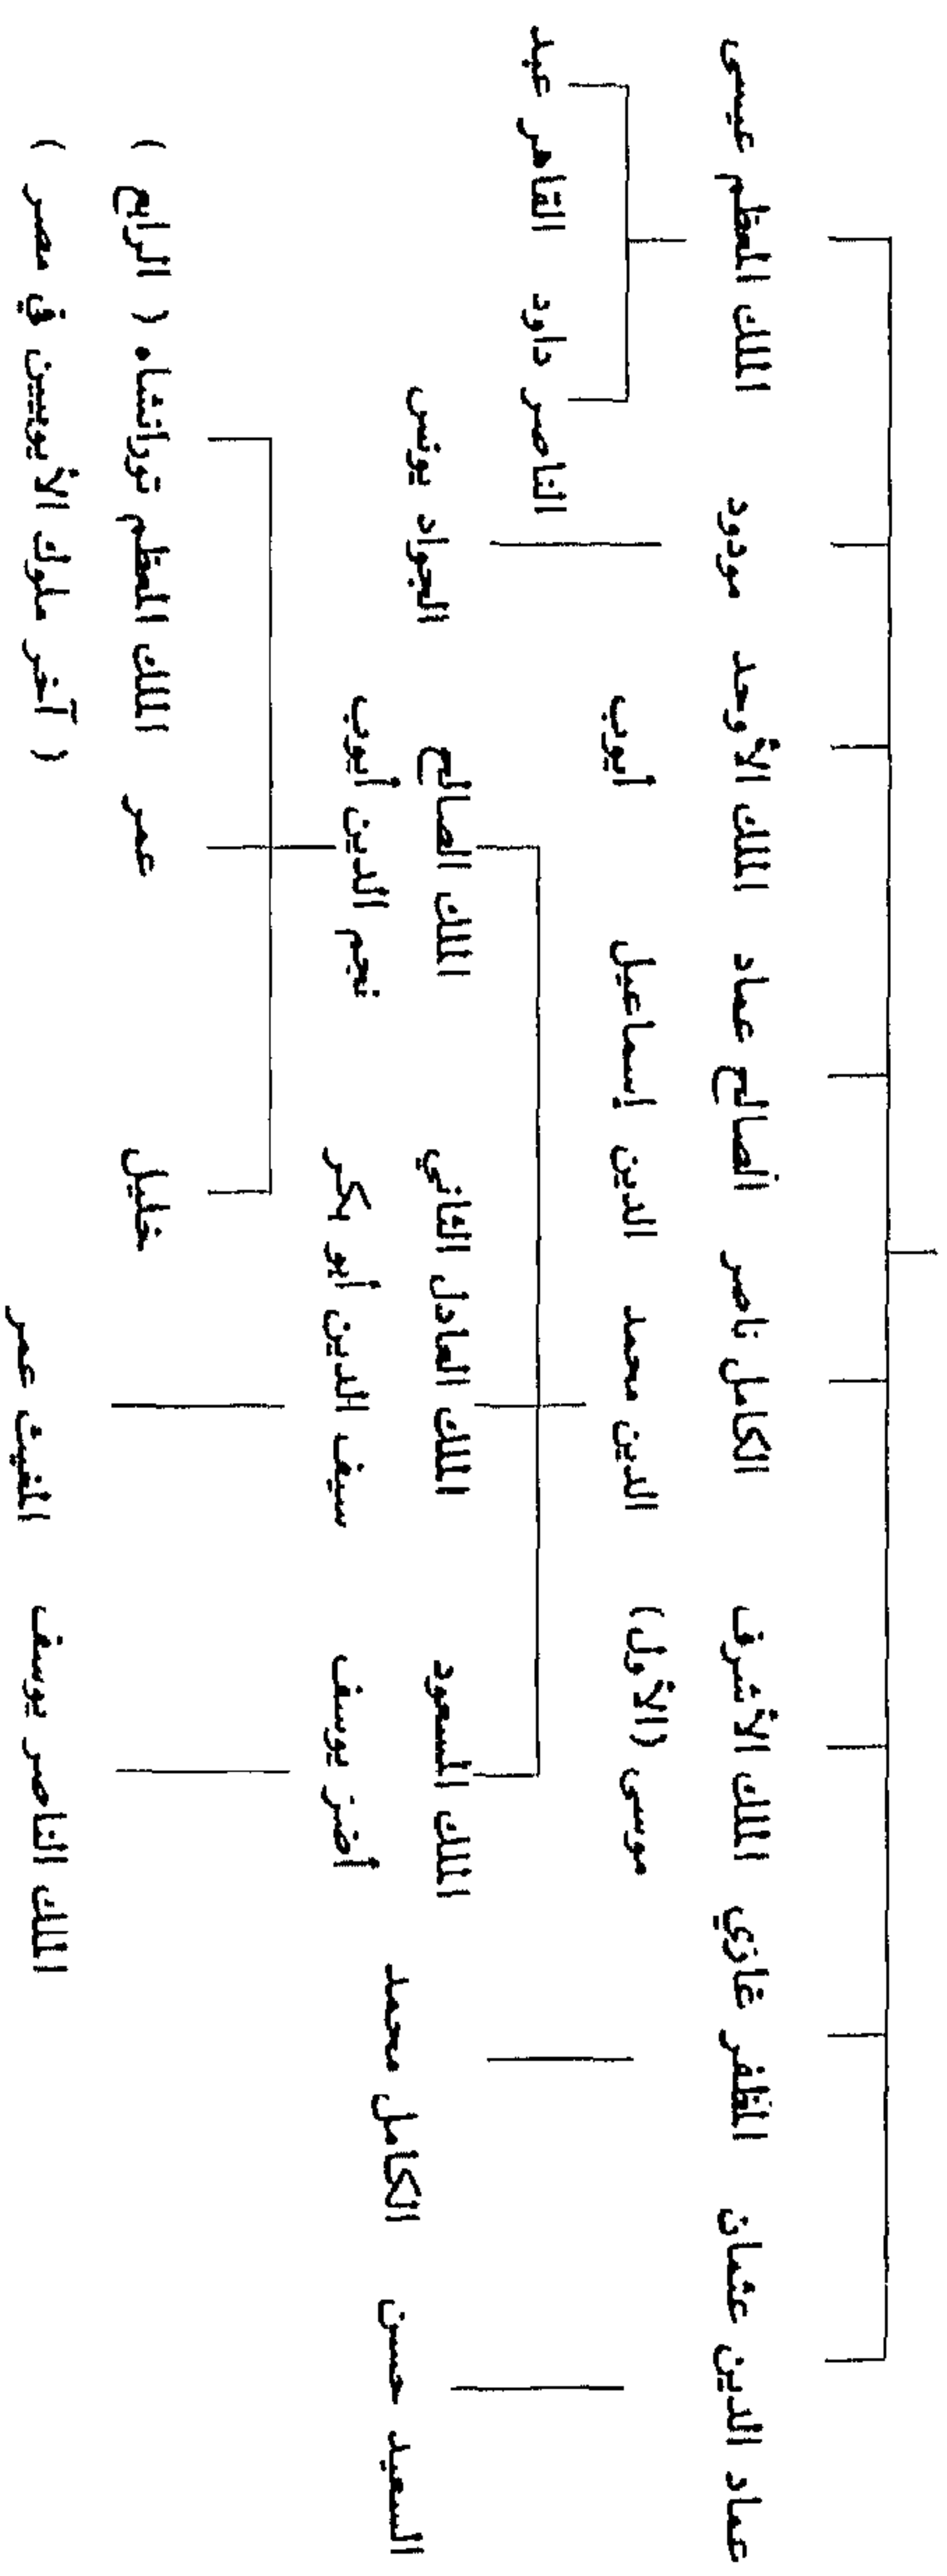 عماد الدين عثمان
المظفر غازي
الملك الأشرف
موسى (الأول)
الكامل ناصر
الدين محمد
الصالح عماد
الدين إسماعيل
الملك الأوحد
أيوب
مودود
الملك المعظم عيسى
الناصر داود
القاهر عبد
السعيد حسن
الكامل محمد
الملك المسعود
أضز يوسف
الملك العادل الثاني
سيف الدين أبو بكر
الملك الصالح
نجم الدين أيوب
الجواد يونس
خليل
عمر
الملك المعظم تورانشاه ( الرابع )
( آخر ملوك الأيوبيين في مصر )
الملك الناصر يوسف
المغيث عمر